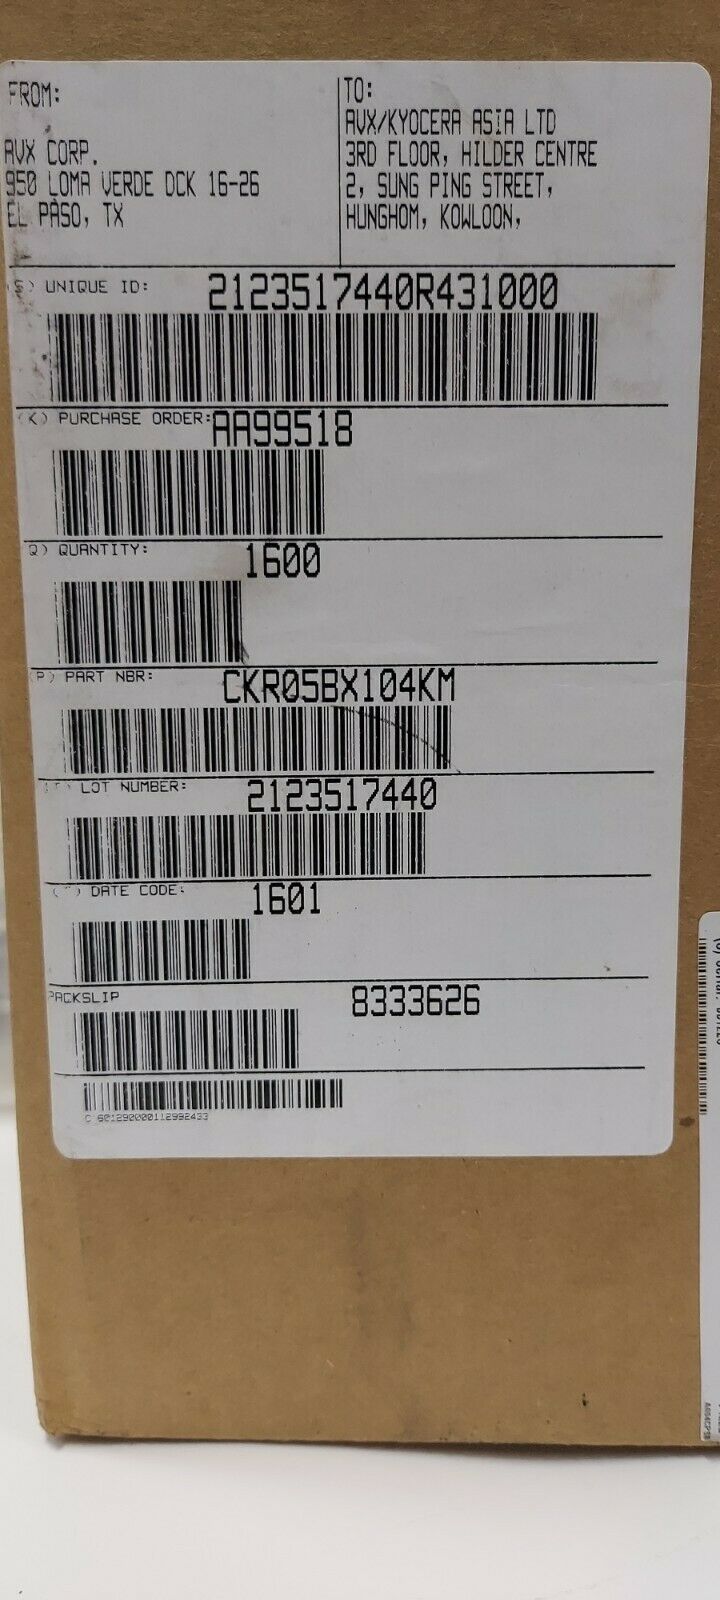 FROM:
AVX CORP.
950 LOMA VERDE DCK 16-26
EL PASO, TX
TO:
AVX/KYOCERA ASIA LTD
3RD FLOOR, HILDER CENTRE
2, SUNG PING STREET,
HUNGHOM, KOWLOON,
(S) UNIQUE ID: 2123517440R431000
(K) PURCHASE ORDER: AA99518
Q) QUANTITY: 1600
(P) PART NBR: CKR05BX104KM
LOT NUMBER: 2123517440
DATE CODE: 1601
PACKSLIP 8333626
C 601290000112992433